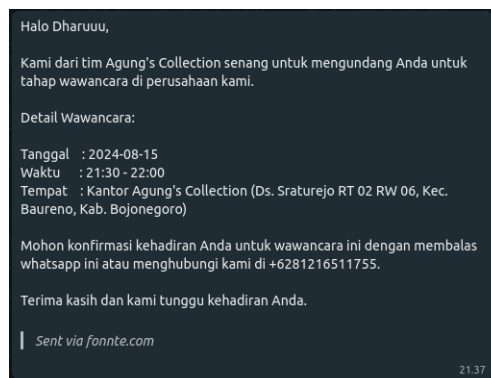 Halo Dharuuu,
Kami dari tim Agung's Collection senang untuk mengundang Anda untuk
tahap wawancara di perusahaan kami.
Detail Wawancara:
Tanggal : 2024-08-15
Waktu : 21:30 - 22:00
Tempat : Kantor Agung's Collection (Ds. Sraturejo RT 02 RW 06, Kec.
Baureno, Kab. Bojonegoro)
Mohon konfirmasi kehadiran Anda untuk wawancara ini dengan membalas
whatsapp ini atau menghubungi kami di +6281216511755.
Terima kasih dan kami tunggu kehadiran Anda.
Sent via fonnte.com
21.37